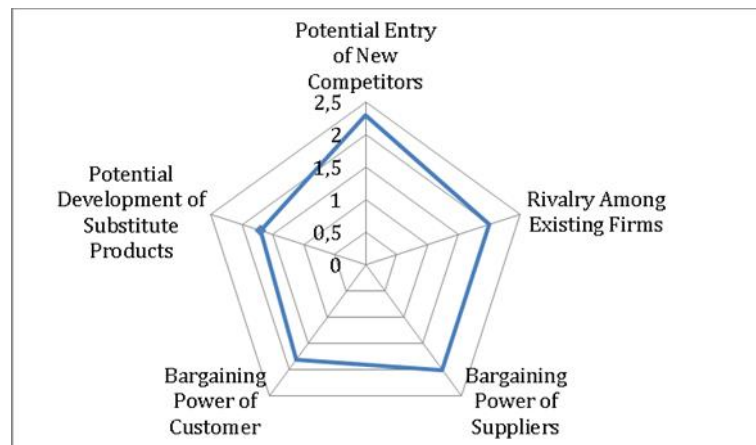 Potential Entry
of New
Competitors
2,5
2
1,5
1
0,5
0
Rivalry Among
Existing Firms
Bargaining
Power of
Suppliers
Bargaining
Power of
Customer
Potential
Development of
Substitute
Products